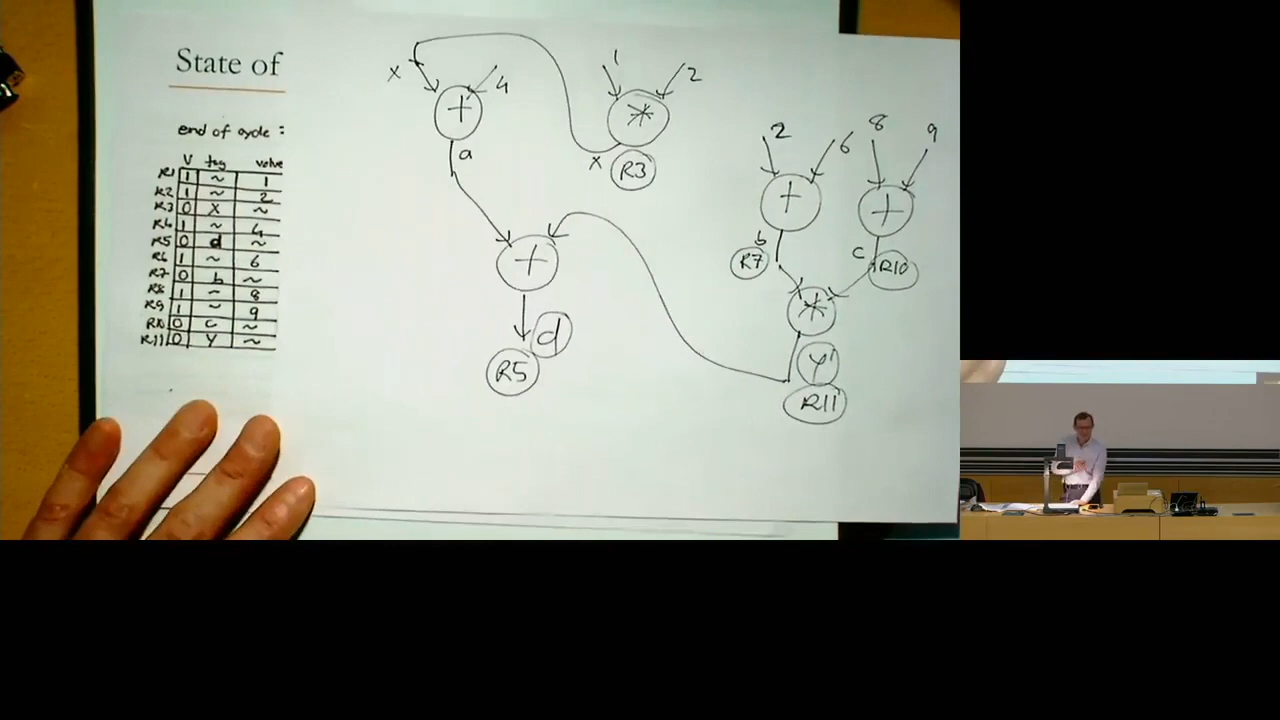 State of
end of cycle :
V tag value
R1 1 ~ 1
R2 1 ~ 2
R3 0 X ~
R4 1 ~ 4
R5 0 d ~
R6 1 ~ 6
R7 0 b ~
R8 1 ~ 8
R9 1 ~ 9
R10 0 c ~
R11 0 Y ~
x 4
+
a
1 2
*
x R3
+
d
R5
2 6
+
b
R7
8 9
+
c R10
*
Y
R11